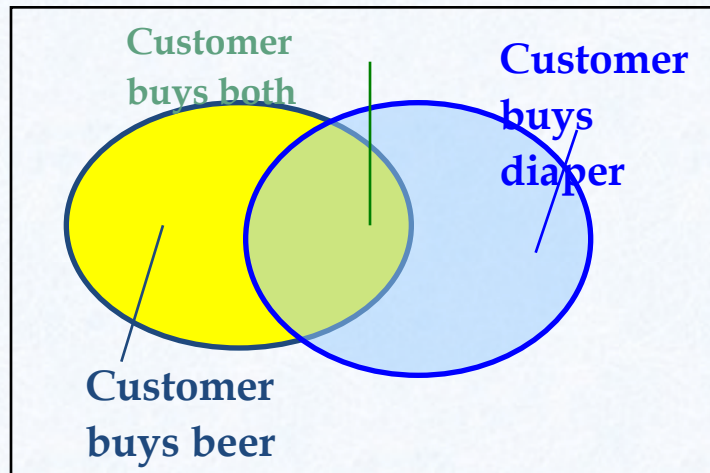 Customer
buys both
Customer
buys
diaper
Customer
buys beer